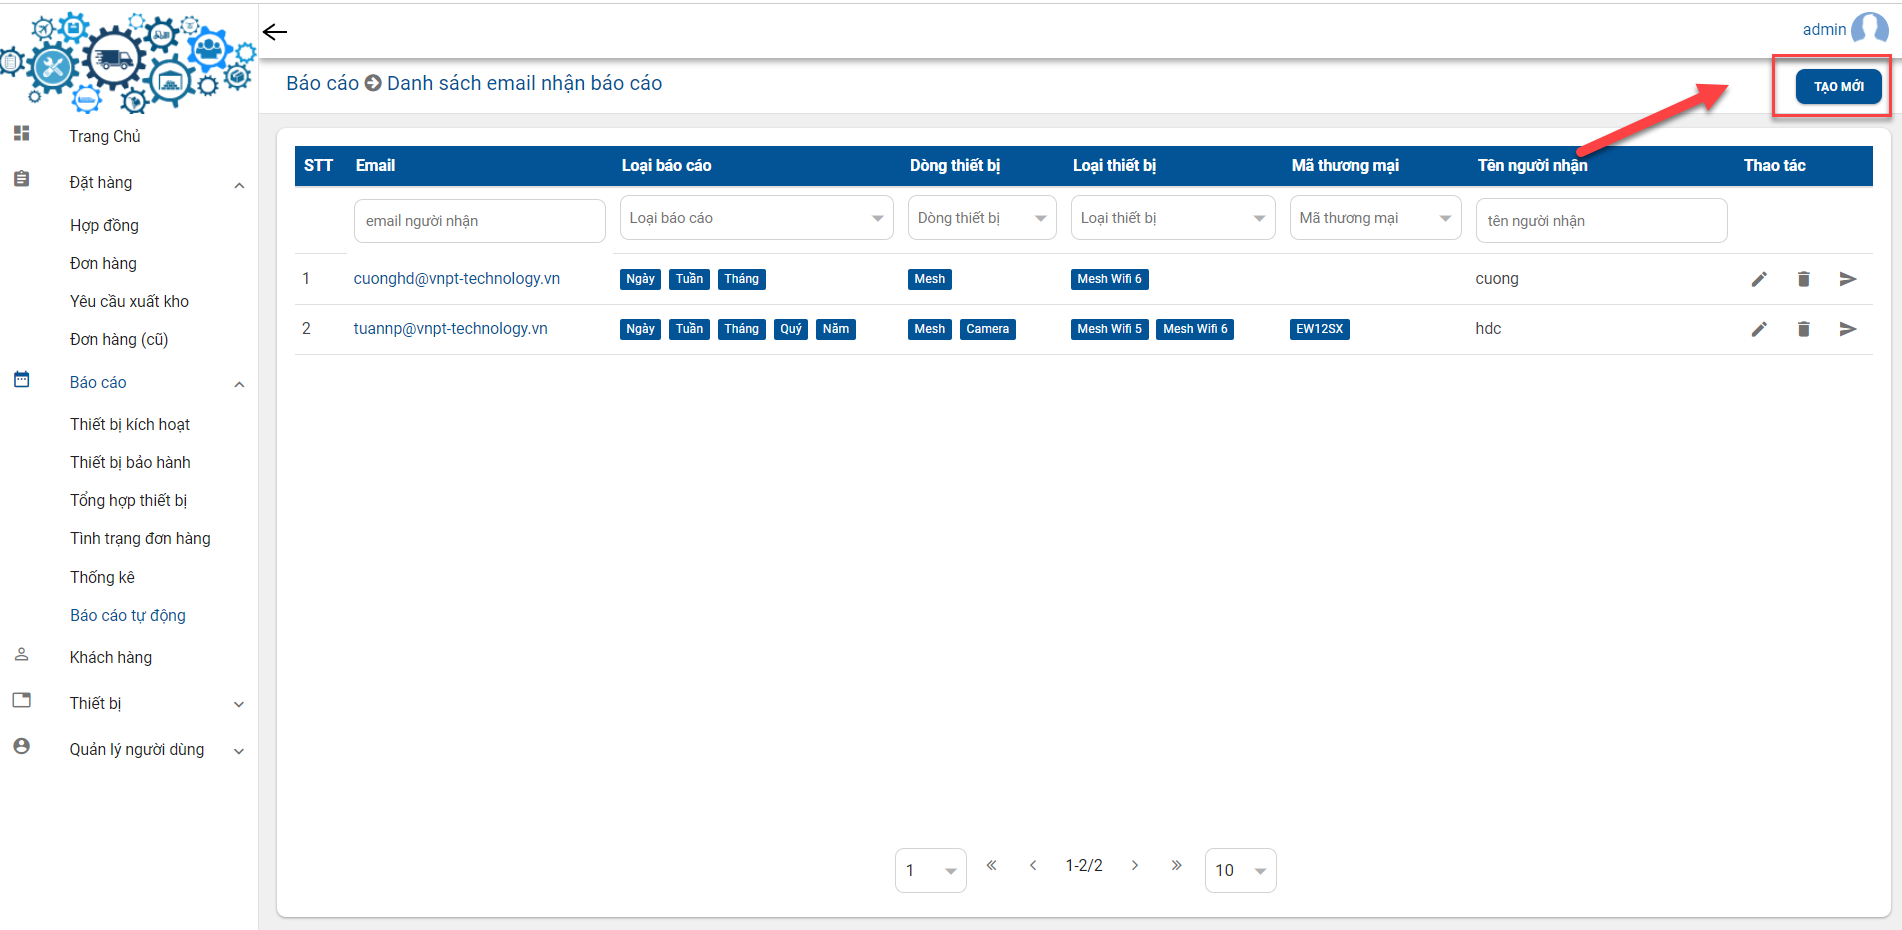 admin
Báo cáo Danh sách email nhận báo cáo
TẠO MỚI
Trang Chủ
Đặt hàng
Hợp đồng
Đơn hàng
Yêu cầu xuất kho
Đơn hàng (cũ)
Báo cáo
Thiết bị kích hoạt
Thiết bị bảo hành
Tổng hợp thiết bị
Tình trạng đơn hàng
Thống kê
Báo cáo tự động
Khách hàng
Thiết bị
Quản lý người dùng
STT Email Loại báo cáo Dòng thiết bị Loại thiết bị Mã thương mại Tên người nhận Thao tác
email người nhận Loại báo cáo Dòng thiết bị Loại thiết bị Mã thương mại tên người nhận
1 cuonghd@vnpt-technology.vn Ngày Tuần Tháng Mesh Mesh Wifi 6 cuong
2 tuannp@vnpt-technology.vn Ngày Tuần Tháng Quý Năm Mesh Camera Mesh Wifi 5 Mesh Wifi 6 EW12SX hdc
1 « ‹ 1-2/2 › » 10